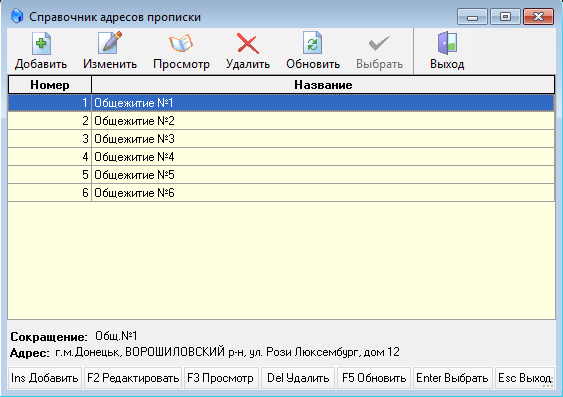 Справочник адресов прописки
Добавить Изменить Просмотр Удалить Обновить Выбрать Выход
Номер Название
1 Общежитие №1
2 Общежитие №2
3 Общежитие №3
4 Общежитие №4
5 Общежитие №5
6 Общежитие №6
Сокращение: Общ.№1
Адрес: г.м.Донецьк, ВОРОШИЛОВСКИЙ р-н, ул. Рози Люксембург, дом 12
Ins Добавить F2 Редактировать F3 Просмотр Del Удалить F5 Обновить Enter Выбрать Esc Выход